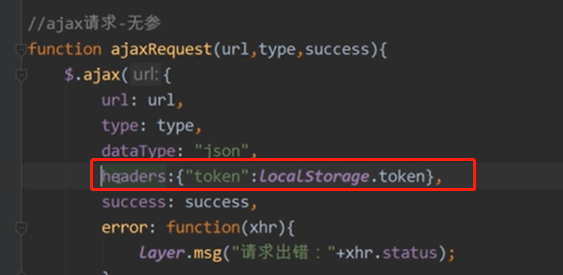 //ajax请求-无参
function ajaxRequest(url,type,success){
$.ajax( url: {
url: url,
type: type,
dataType: "json",
headers:{"token":localStorage.token},
success: success,
error: function(xhr){
layer.msg("请求出错："+xhr.status);
}